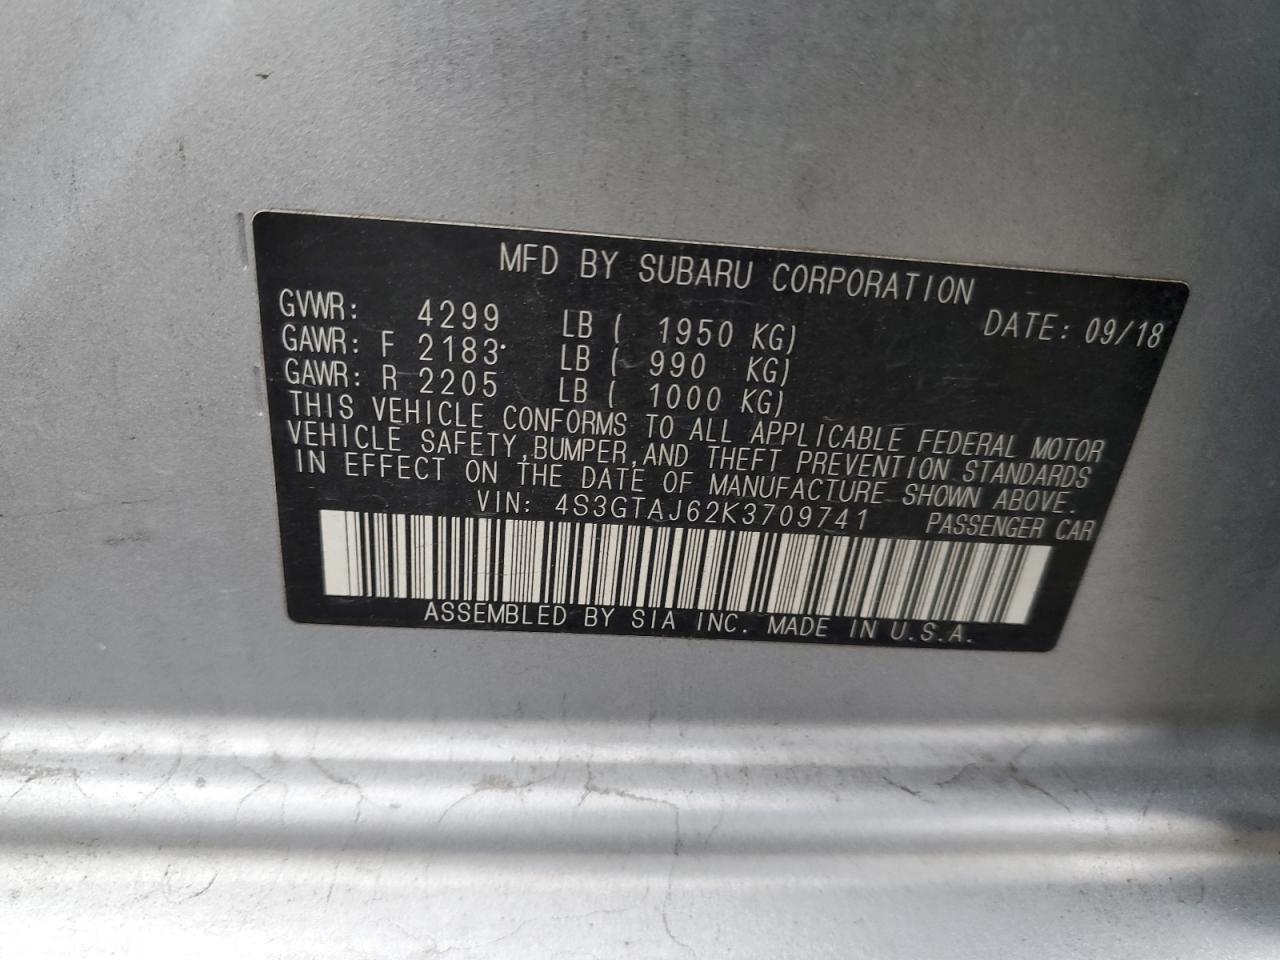 MFD BY SUBARU CORPORATION
DATE: 09/18
GVWR: 4299 LB ( 1950 KG)
GAWR: F 2183 LB ( 990 KG)
GAWR: R 2205 LB ( 1000 KG)
THIS VEHICLE CONFORMS TO ALL APPLICABLE FEDERAL MOTOR
VEHICLE SAFETY, BUMPER, AND THEFT PREVENTION STANDARDS
IN EFFECT ON THE DATE OF MANUFACTURE SHOWN ABOVE.
VIN: 4S3GTAJ62K3709741 PASSENGER CAR
ASSEMBLED BY SIA INC. MADE IN U.S.A.